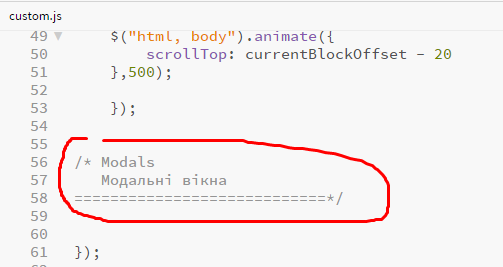 custom.js
49 $("html, body").animate({
50 scrollTop: currentBlockOffset - 20
51 },500);
52
53 });
54
55
56 /* Modals
57 Модальні вікна
58 ============================*/
59
60
61 });